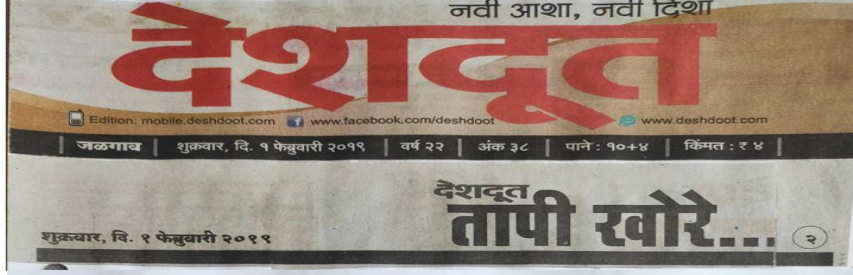 नवी आशा, नवी दिशा
देशदूत
Edition: mobile.deshdoot.com www.facebook.com/deshdoot www.deshdoot.com
जळगाव | शुक्रवार, दि. १ फेब्रुवारी २०१९ | वर्ष २२ | अंक ३८ | पाने : १०+४ | किंमत : ₹ ४
देशदूत
तापी खोरे...
शुक्रवार, दि. १ फेब्रुवारी २०१९
२